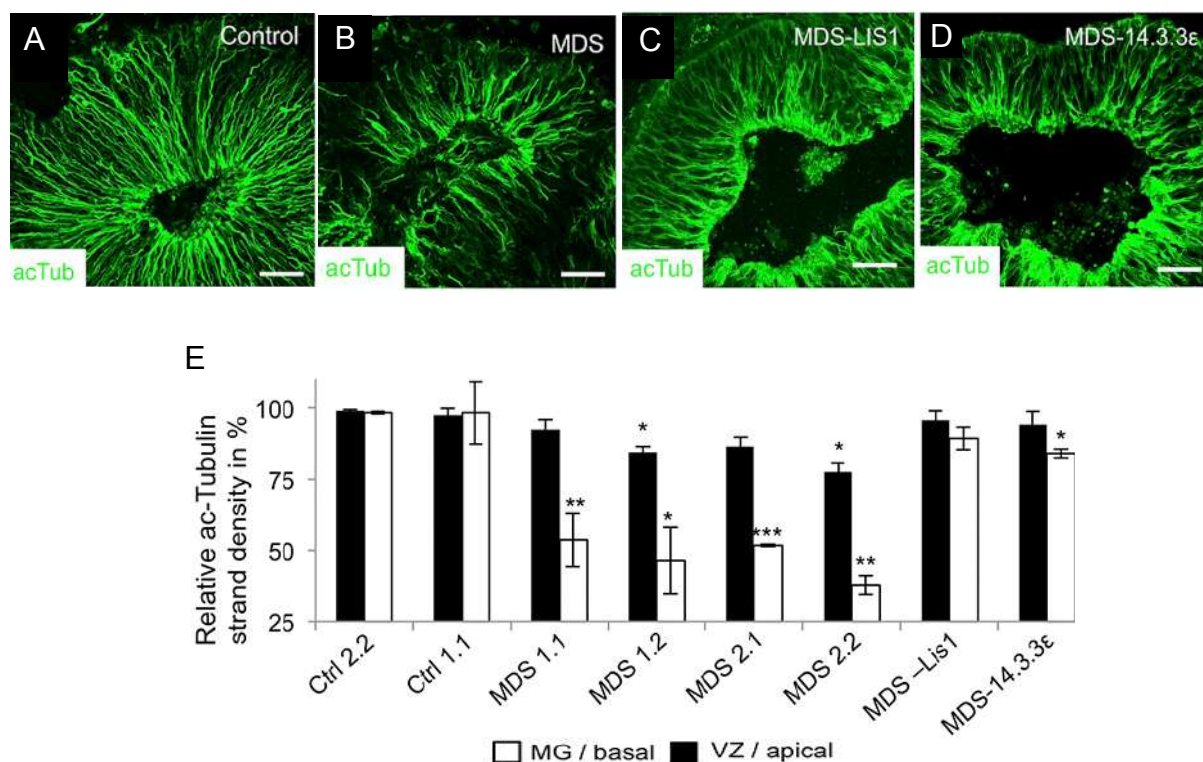 A
Control
acTub
B
MDS
acTub
C
MDS-LIS1
acTub
D
MDS-14.3.3ε
acTub
E
Relative ac-Tubulin
strand density in %
100
75
50
25
*
*
*
**
*
***
**
Ctrl 2.2
Ctrl 1.1
MDS 1.1
MDS 1.2
MDS 2.1
MDS 2.2
MDS –Lis1
MDS-14.3.3ε
MG / basal
VZ / apical